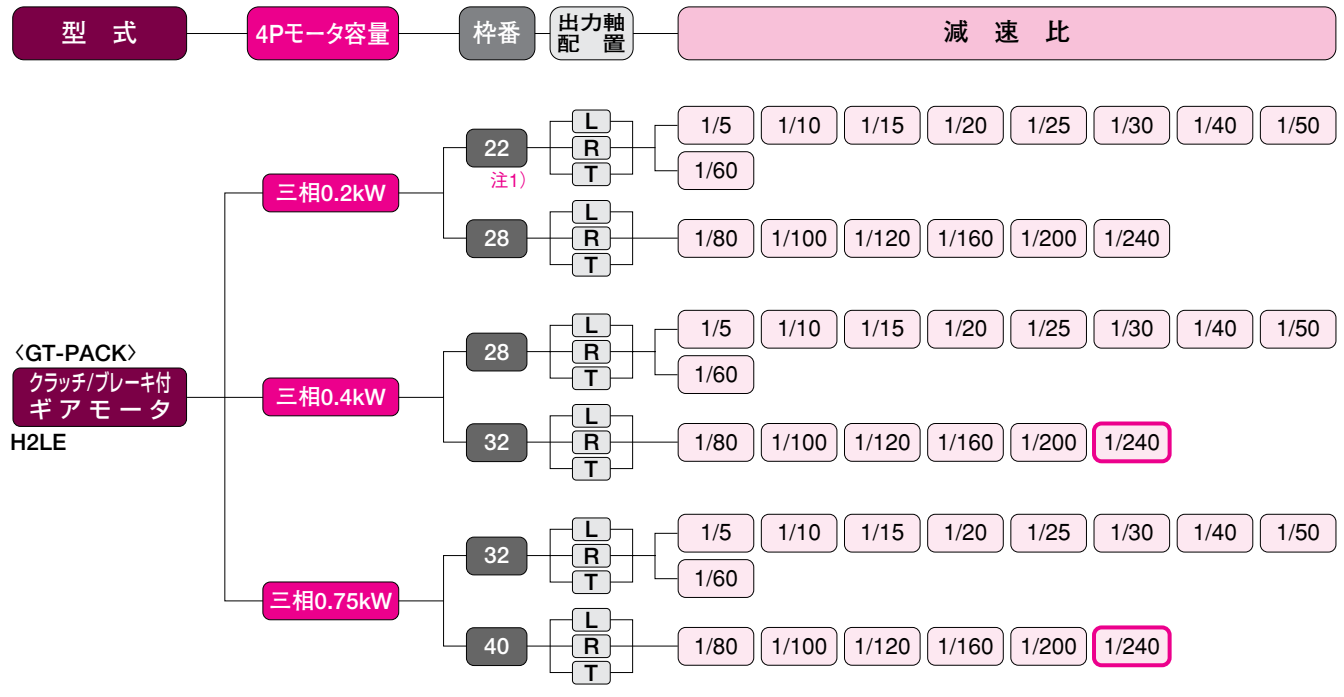 型 式 4Pモータ容量 枠番 出力軸 減 速 比
配 置
L
22 R 1/5 1/10 1/15 1/20 1/25 1/30 1/40 1/50
注1) T 1/60
三相0.2kW
L
28 R 1/80 1/100 1/120 1/160 1/200 1/240
T
L
28 R 1/5 1/10 1/15 1/20 1/25 1/30 1/40 1/50
T 1/60
〈GT-PACK〉
クラッチ/ブレーキ付
ギアモータ
H2LE
三相0.4kW
L
32 R 1/80 1/100 1/120 1/160 1/200 1/240
T
L
32 R 1/5 1/10 1/15 1/20 1/25 1/30 1/40 1/50
T 1/60
三相0.75kW
L
40 R 1/80 1/100 1/120 1/160 1/200 1/240
T